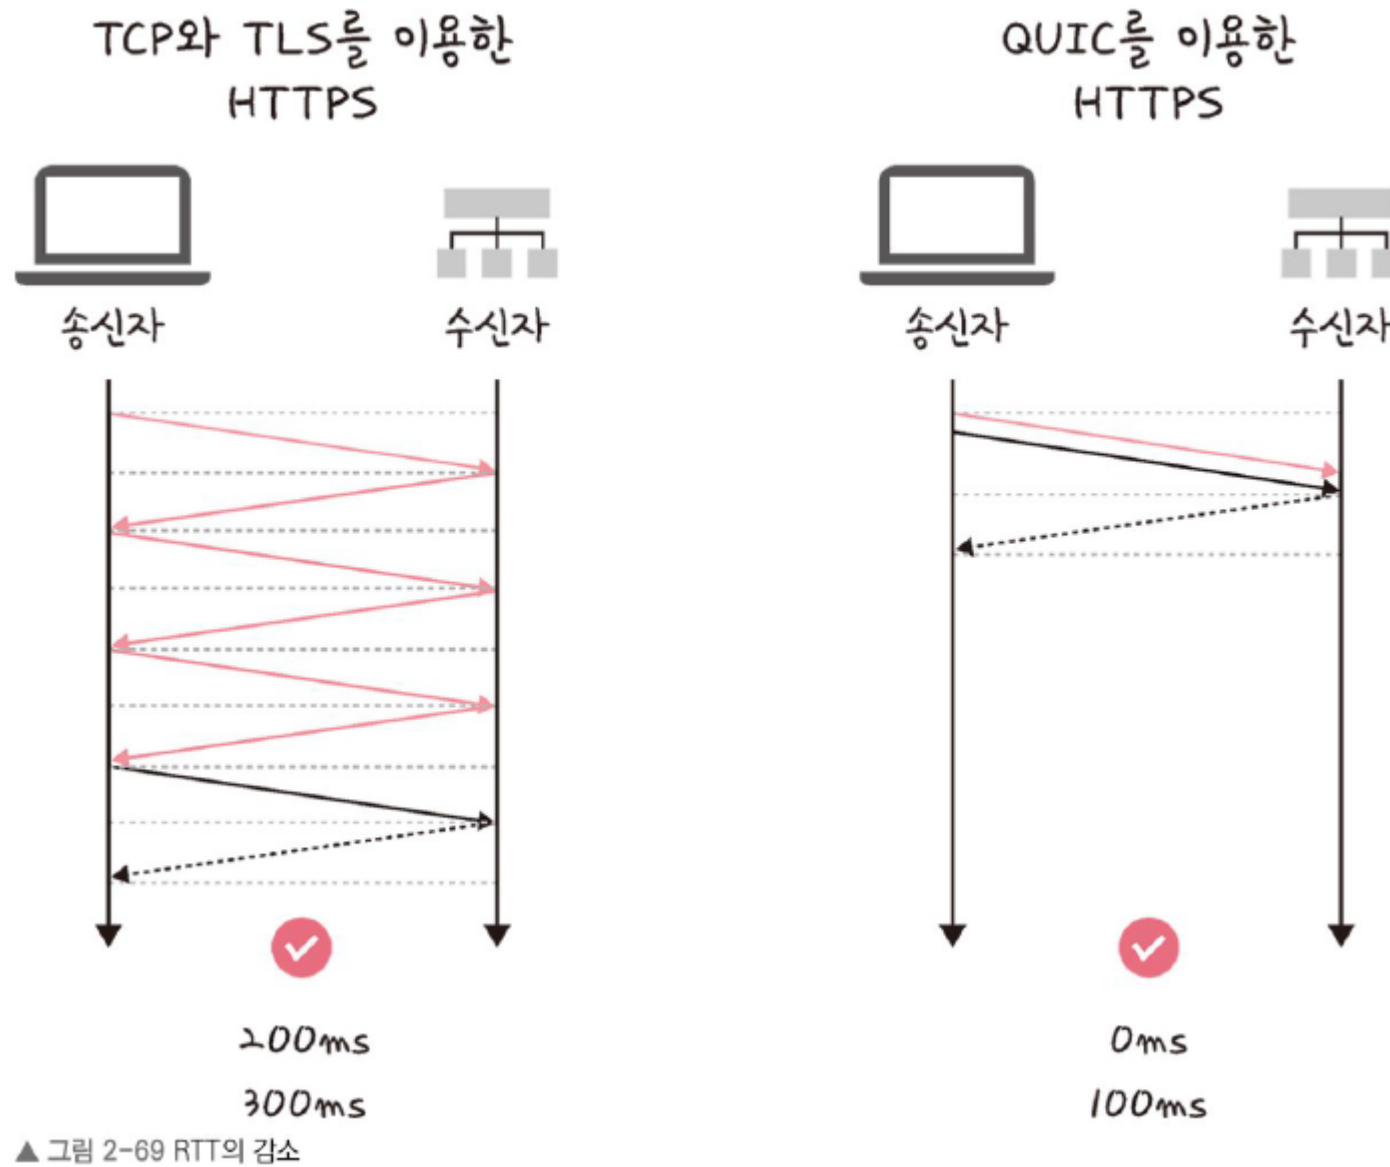 TCP와 TLS를 이용한
HTTPS
송신자
수신자
200ms
300ms
QUIC를 이용한
HTTPS
송신자
수신자
0ms
100ms
▲ 그림 2-69 RTT의 감소